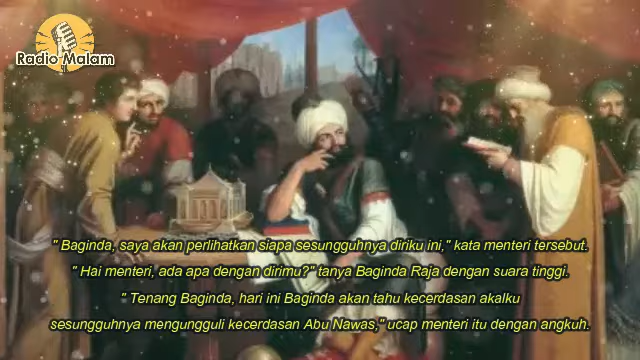 Radio Malam
" Baginda, saya akan perlihatkan siapa sesungguhnya diriku ini," kata menteri tersebut.
" Hai menteri, ada apa dengan dirimu?" tanya Baginda Raja dengan suara tinggi.
" Tenang Baginda, hari ini Baginda akan tahu kecerdasan akalku
sesungguhnya mengungguli kecerdasan Abu Nawas," ucap menteri itu dengan angkuh.